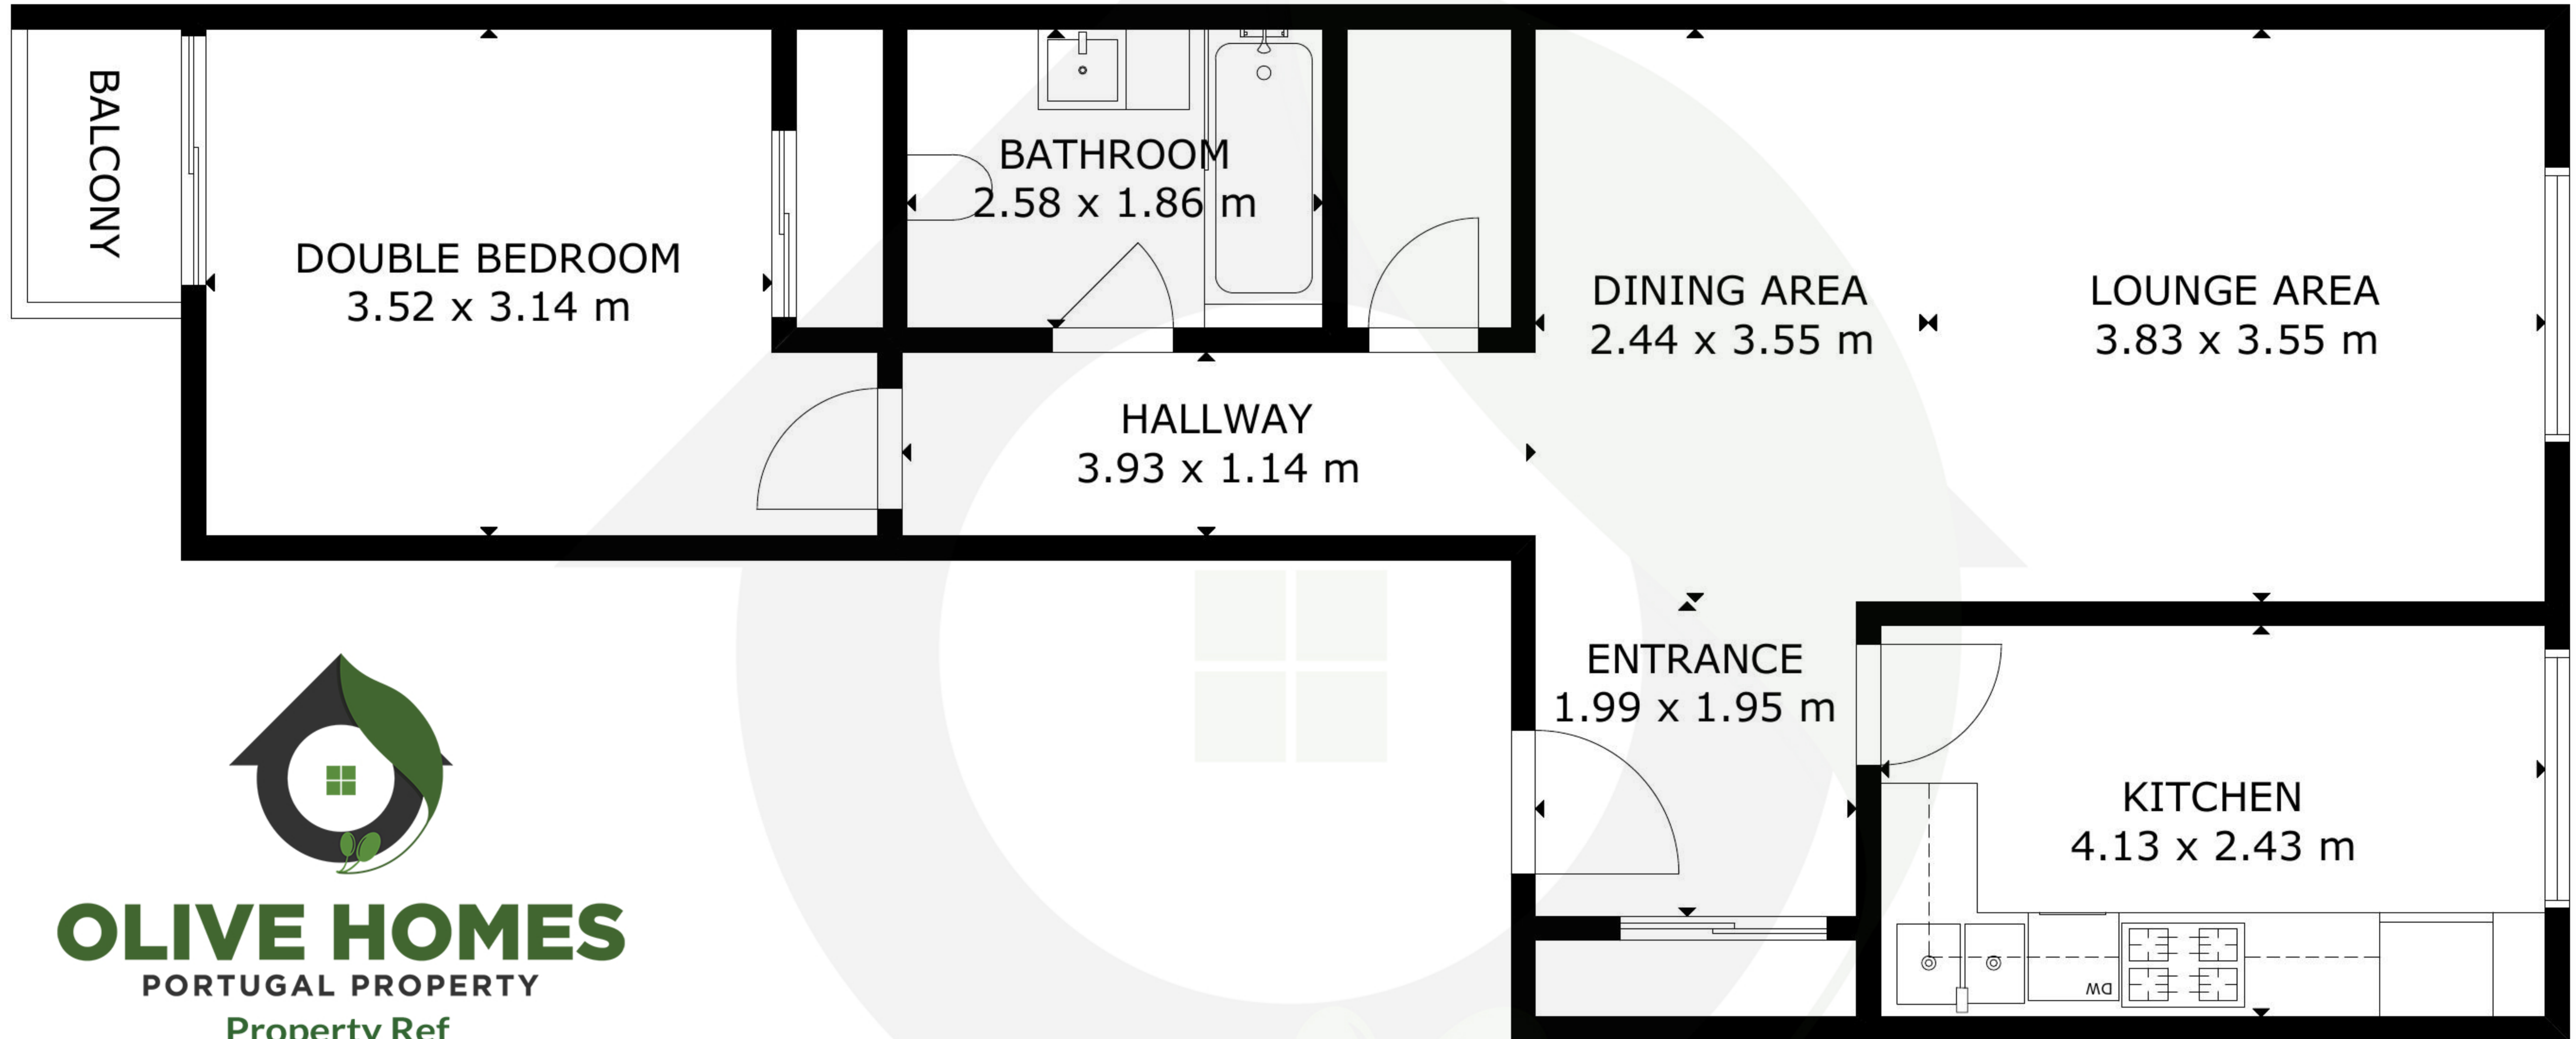 BALCONY
DOUBLE BEDROOM
3.52 x 3.14 m
BATHROOM
2.58 x 1.86 m
HALLWAY
3.93 x 1.14 m
DINING AREA
2.44 x 3.55 m
LOUNGE AREA
3.83 x 3.55 m
ENTRANCE
1.99 x 1.95 m
KITCHEN
4.13 x 2.43 m
DW
OLIVE HOMES
PORTUGAL PROPERTY
Property Ref